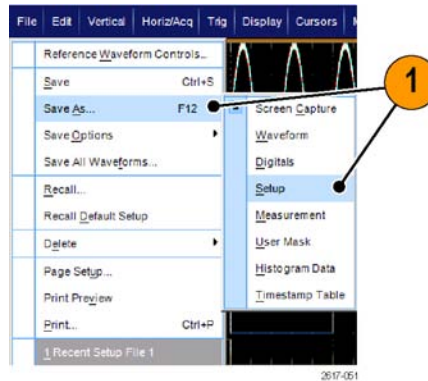 File Edit Vertical Horiz/Acq Trig Display Cursors
Reference Waveform Controls...
Save Ctrl+S
Save As... F12
Save Options
Save All Waveforms...
Recall...
Recall Default Setup
Delete
Page Setup...
Print Preview
Print... Ctrl+P
1 Recent Setup File 1
Screen Capture
Waveform
Digitals
Setup
Measurement
User Mask
Histogram Data
Timestamp Table
1
2617-051